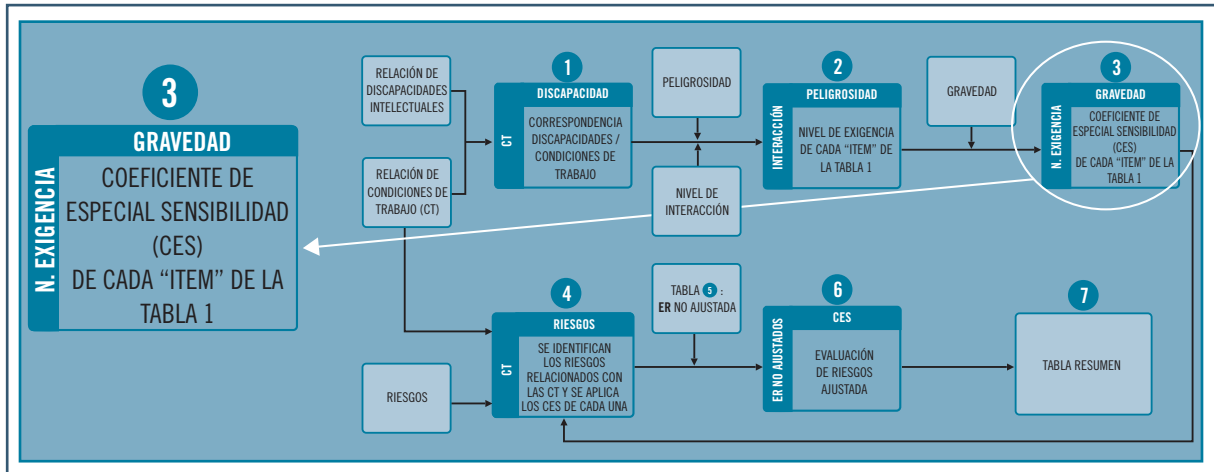 3
GRAVEDAD
N. EXIGENCIA
COEFICIENTE DE
ESPECIAL SENSIBILIDAD
(CES)
DE CADA “ITEM” DE LA
TABLA 1
RELACIÓN DE
DISCAPACIDADES
INTELECTUALES
RELACIÓN DE
CONDICIONES DE
TRABAJO (CT)
1
DISCAPACIDAD
CT
CORRESPONDENCIA
DISCAPACIDADES /
CONDICIONES DE
TRABAJO
PELIGROSIDAD
NIVEL DE
INTERACCIÓN
2
PELIGROSIDAD
INTERACCIÓN
NIVEL DE EXIGENCIA
DE CADA “ITEM” DE
LA TABLA 1
GRAVEDAD
3
GRAVEDAD
N. EXIGENCIA
COEFICIENTE DE
ESPECIAL SENSIBILIDAD
(CES)
DE CADA “ITEM” DE LA
TABLA 1
RIESGOS
4
RIESGOS
CT
SE IDENTIFICAN
LOS RIESGOS
RELACIONADOS CON
LAS CT Y SE APLICA
LOS CES DE CADA UNA
TABLA 5 :
ER NO AJUSTADA
6
CES
ER NO AJUSTADOS
EVALUACIÓN
DE RIESGOS
AJUSTADA
7
TABLA RESUMEN